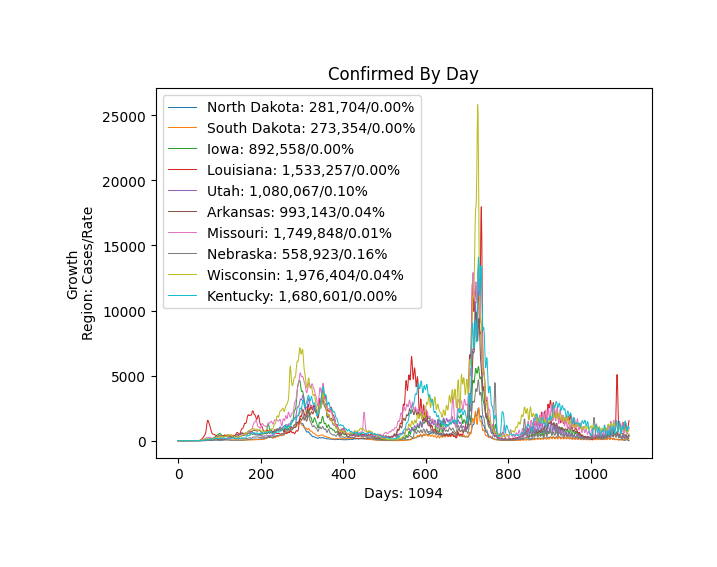 Confirmed By Day
North Dakota: 281,704/0.00%
South Dakota: 273,354/0.00%
Iowa: 892,558/0.00%
Louisiana: 1,533,257/0.00%
Utah: 1,080,067/0.10%
Arkansas: 993,143/0.04%
Missouri: 1,749,848/0.01%
Nebraska: 558,923/0.16%
Wisconsin: 1,976,404/0.04%
Kentucky: 1,680,601/0.00%
25000
20000
15000
10000
5000
0
Growth
Region: Cases/Rate
0 200 400 600 800 1000
Days: 1094